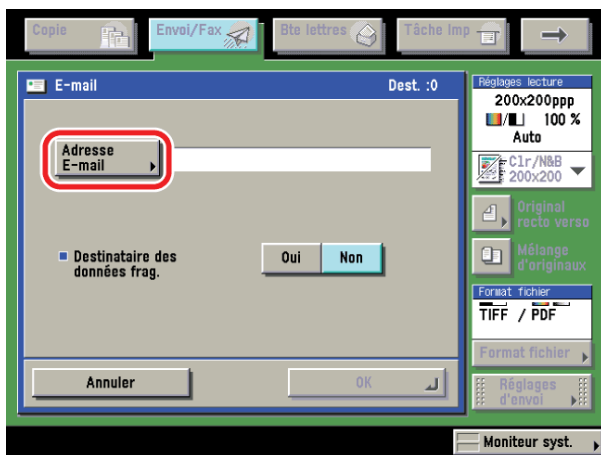 Copie
Envoi/Fax
Bte lettres
Tâche Imp
E-mail
Dest. :0
Adresse
E-mail
Destinataire des
données frag.
Oui
Non
Annuler
OK
Réglages lecture
200x200ppp
100 %
Auto
Clr/N&B
200x200
Original
recto verso
Mélange
d'originaux
Format fichier
TIFF / PDF
Format fichier
Réglages
d'envoi
Moniteur syst.